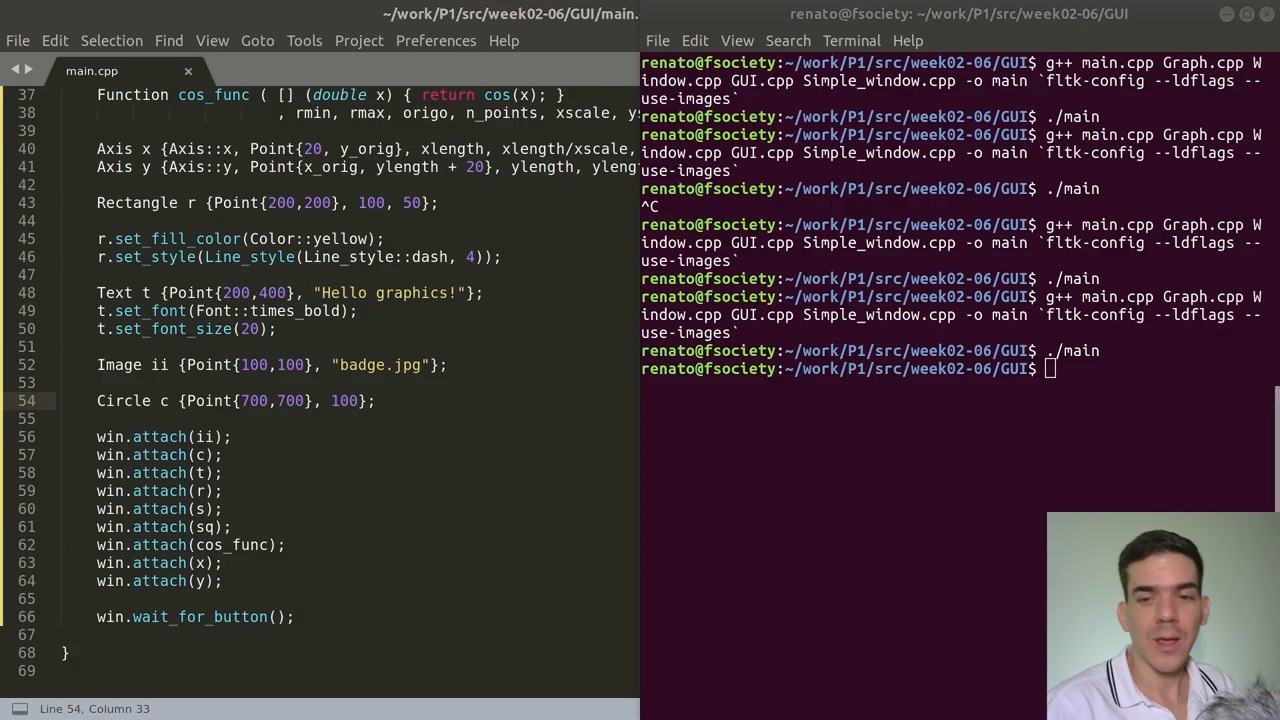 ~/work/P1/src/week02-06/GUI/main.
File Edit Selection Find View Goto Tools Project Preferences Help
main.cpp ×
37 Function cos_func ( [] (double x) { return cos(x); }
38 , rmin, rmax, origo, n_points, xscale, ys
39
40 Axis x {Axis::x, Point{20, y_orig}, xlength, xlength/xscale,
41 Axis y {Axis::y, Point{x_orig, ylength + 20}, ylength, yleng
42
43 Rectangle r {Point{200,200}, 100, 50};
44
45 r.set_fill_color(Color::yellow);
46 r.set_style(Line_style(Line_style::dash, 4));
47
48 Text t {Point{200,400}, "Hello graphics!"};
49 t.set_font(Font::times_bold);
50 t.set_font_size(20);
51
52 Image ii {Point{100,100}, "badge.jpg"};
53
54 Circle c {Point{700,700}, 100};
55
56 win.attach(ii);
57 win.attach(c);
58 win.attach(t);
59 win.attach(r);
60 win.attach(s);
61 win.attach(sq);
62 win.attach(cos_func);
63 win.attach(x);
64 win.attach(y);
65
66 win.wait_for_button();
67
68 }
69
Line 54, Column 33
renato@fsociety: ~/work/P1/src/week02-06/GUI
File Edit View Search Terminal Help
renato@fsociety:~/work/P1/src/week02-06/GUI$ g++ main.cpp Graph.cpp W
indow.cpp GUI.cpp Simple_window.cpp -o main `fltk-config --ldflags --
use-images`
renato@fsociety:~/work/P1/src/week02-06/GUI$ ./main
renato@fsociety:~/work/P1/src/week02-06/GUI$ g++ main.cpp Graph.cpp W
indow.cpp GUI.cpp Simple_window.cpp -o main `fltk-config --ldflags --
use-images`
renato@fsociety:~/work/P1/src/week02-06/GUI$ ./main
^C
renato@fsociety:~/work/P1/src/week02-06/GUI$ g++ main.cpp Graph.cpp W
indow.cpp GUI.cpp Simple_window.cpp -o main `fltk-config --ldflags --
use-images`
renato@fsociety:~/work/P1/src/week02-06/GUI$ ./main
renato@fsociety:~/work/P1/src/week02-06/GUI$ g++ main.cpp Graph.cpp W
indow.cpp GUI.cpp Simple_window.cpp -o main `fltk-config --ldflags --
use-images`
renato@fsociety:~/work/P1/src/week02-06/GUI$ ./main
renato@fsociety:~/work/P1/src/week02-06/GUI$